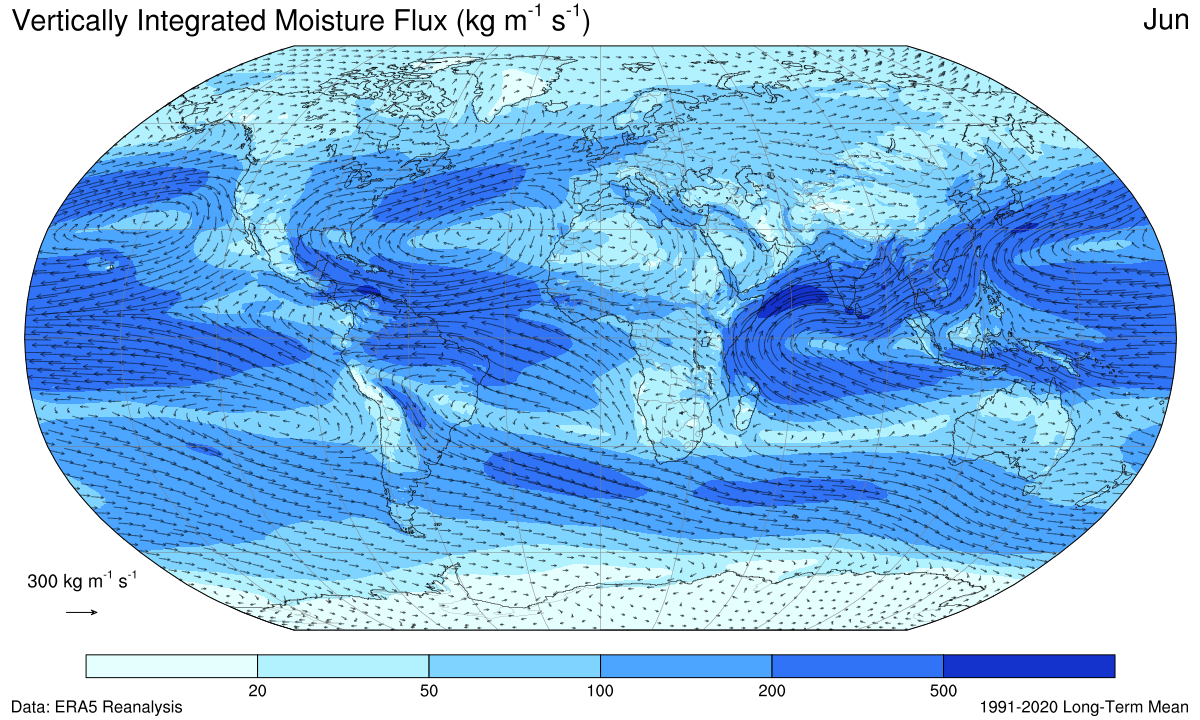 Vertically Integrated Moisture Flux (kg m⁻¹ s⁻¹)
Jun
300 kg m⁻¹ s⁻¹
20 50 100 200 500
Data: ERA5 Reanalysis
1991-2020 Long-Term Mean